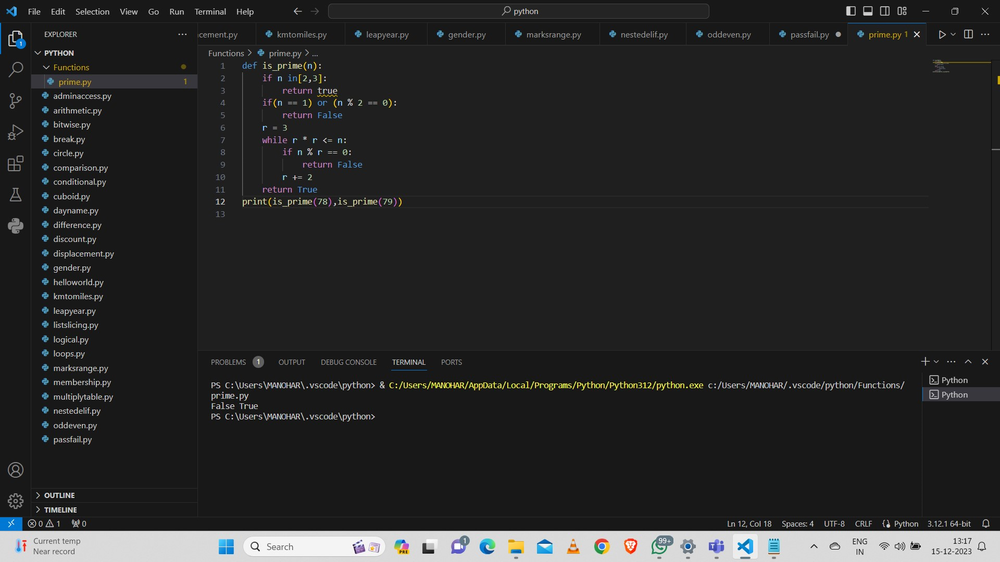 File Edit Selection View Go Run Terminal Help
python
EXPLORER
PYTHON
Functions
prime.py 1
adminaccess.py
arithmetic.py
bitwise.py
break.py
circle.py
comparison.py
conditional.py
cuboid.py
dayname.py
difference.py
discount.py
displacement.py
gender.py
helloworld.py
kmtomiles.py
leapyear.py
listslicing.py
logical.py
loops.py
marksrange.py
membership.py
multiplytable.py
nestedelif.py
oddeven.py
passfail.py
OUTLINE
TIMELINE
1
cement.py kmtomiles.py leapyear.py gender.py marksrange.py nestedelif.py oddeven.py passfail.py prime.py 1
Functions > prime.py > ...
1 def is_prime(n):
2 if n in[2,3]:
3 return true
4 if(n == 1) or (n % 2 == 0):
5 return False
6 r = 3
7 while r * r <= n:
8 if n % r == 0:
9 return False
10 r += 2
11 return True
12 print(is_prime(78),is_prime(79))
13
PROBLEMS 1 OUTPUT DEBUG CONSOLE TERMINAL PORTS
PS C:\Users\MANOHAR\.vscode\python> & C:/Users/MANOHAR/AppData/Local/Programs/Python/Python312/python.exe c:/Users/MANOHAR/.vscode/python/Functions/
prime.py
False True
PS C:\Users\MANOHAR\.vscode\python>
Python
Python
0 1 0
Ln 12, Col 18 Spaces: 4 UTF-8 CRLF Python 3.12.1 64-bit
Current temp
Near record
Search
PRE
1
99+
ENG
IN
13:17
15-12-2023